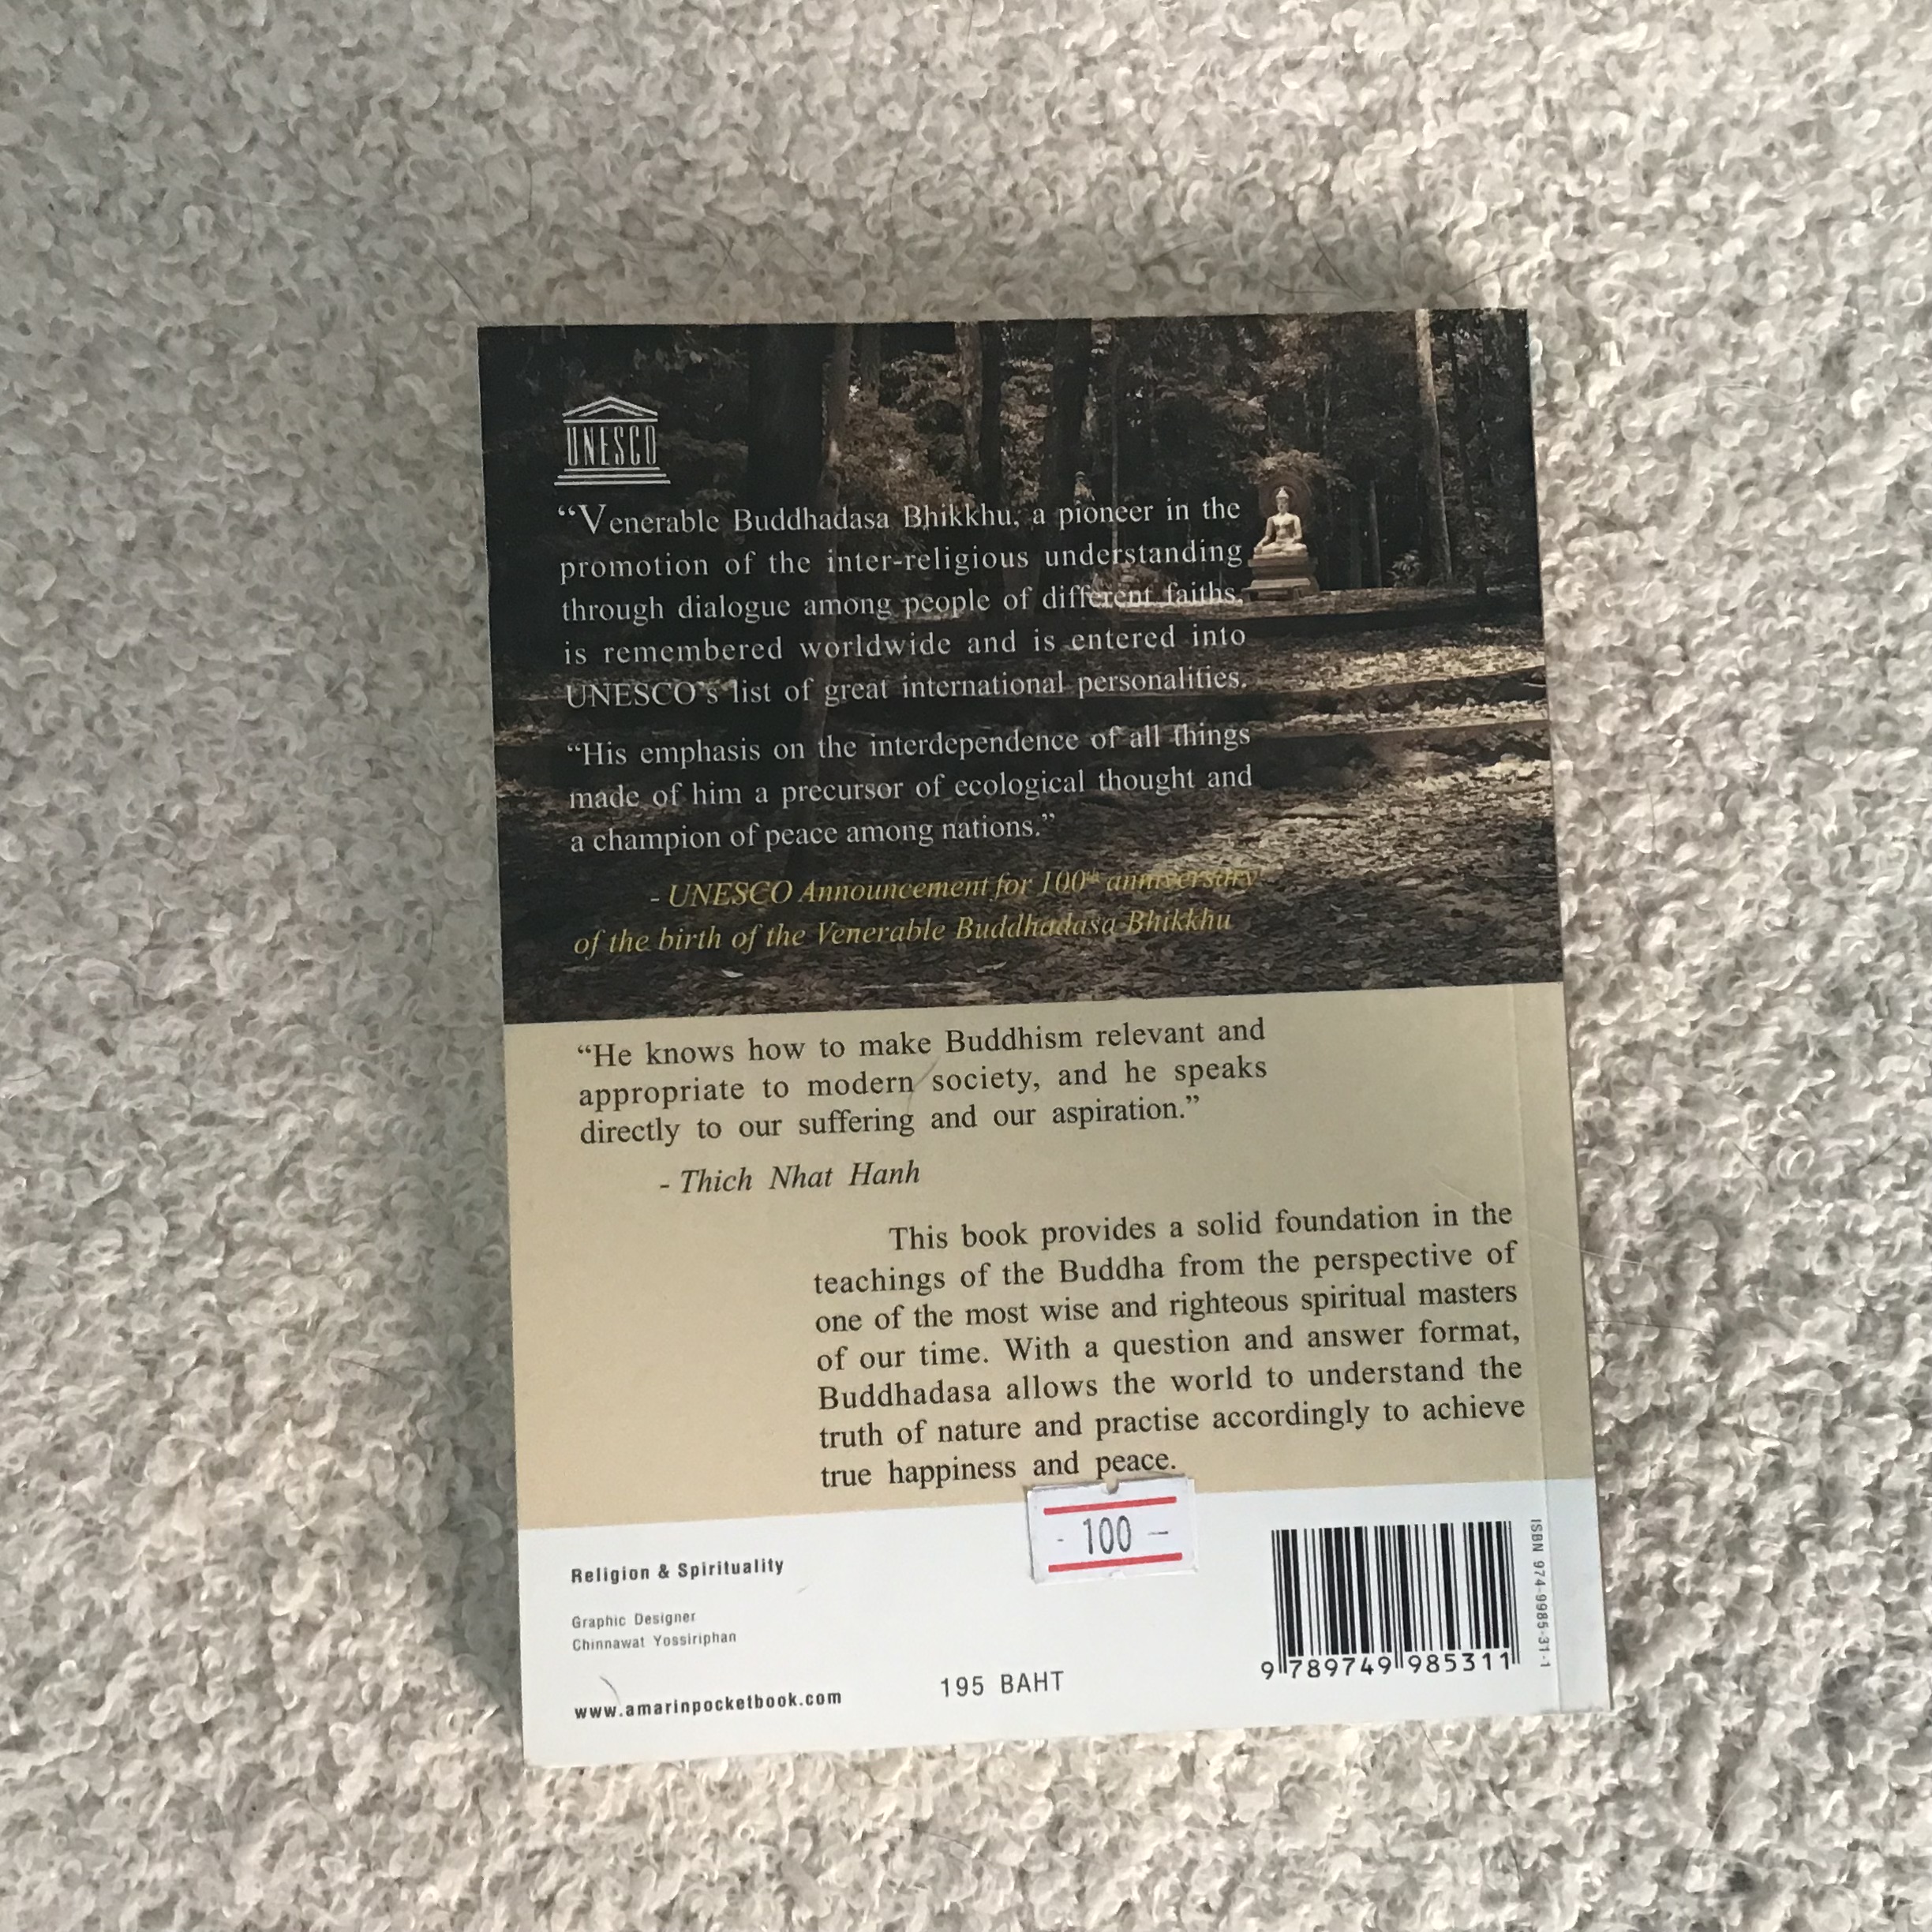 UNESCO
“Venerable Buddhadasa Bhikkhu, a pioneer in the
promotion of the inter-religious understanding
through dialogue among people of different faiths,
is remembered worldwide and is entered into
UNESCO’s list of great international personalities.
“His emphasis on the interdependence of all things
made of him a precursor of ecological thought and
a champion of peace among nations.”
- UNESCO Announcement for 100th anniversary
of the birth of the Venerable Buddhadasa Bhikkhu
“He knows how to make Buddhism relevant and
appropriate to modern society, and he speaks
directly to our suffering and our aspiration.”
- Thich Nhat Hanh
This book provides a solid foundation in the
teachings of the Buddha from the perspective of
one of the most wise and righteous spiritual masters
of our time. With a question and answer format,
Buddhadasa allows the world to understand the
truth of nature and practise accordingly to achieve
true happiness and peace.
- 100 -
Religion & Spirituality
Graphic Designer
Chinnawat Yossiriphan
www.amarinpocketbook.com
195 BAHT
9 789749 985311
ISBN 974-9985-31-1